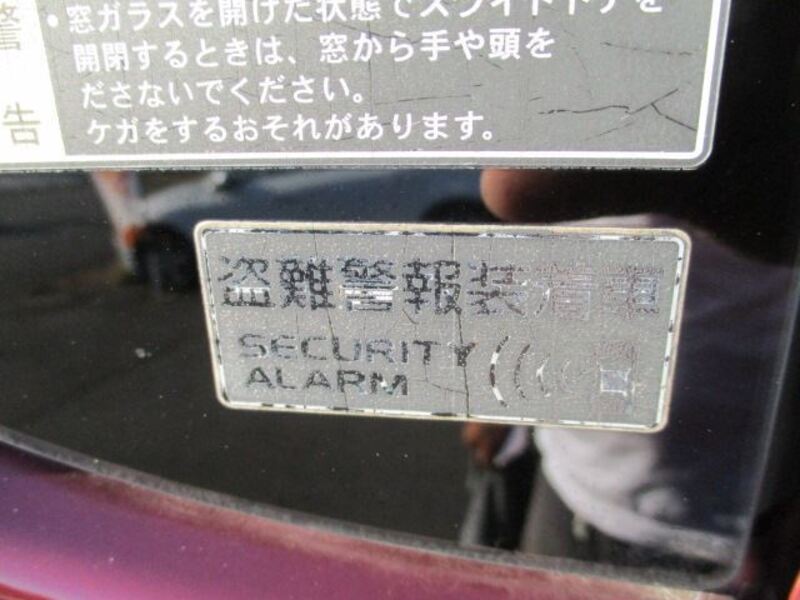 警告
・窓ガラスを開けた状態でスライドドアを
開閉するときは、窓から手や頭を
ださないでください。
ケガをするおそれがあります。
盗難警報装着車
SECURITY
ALARM